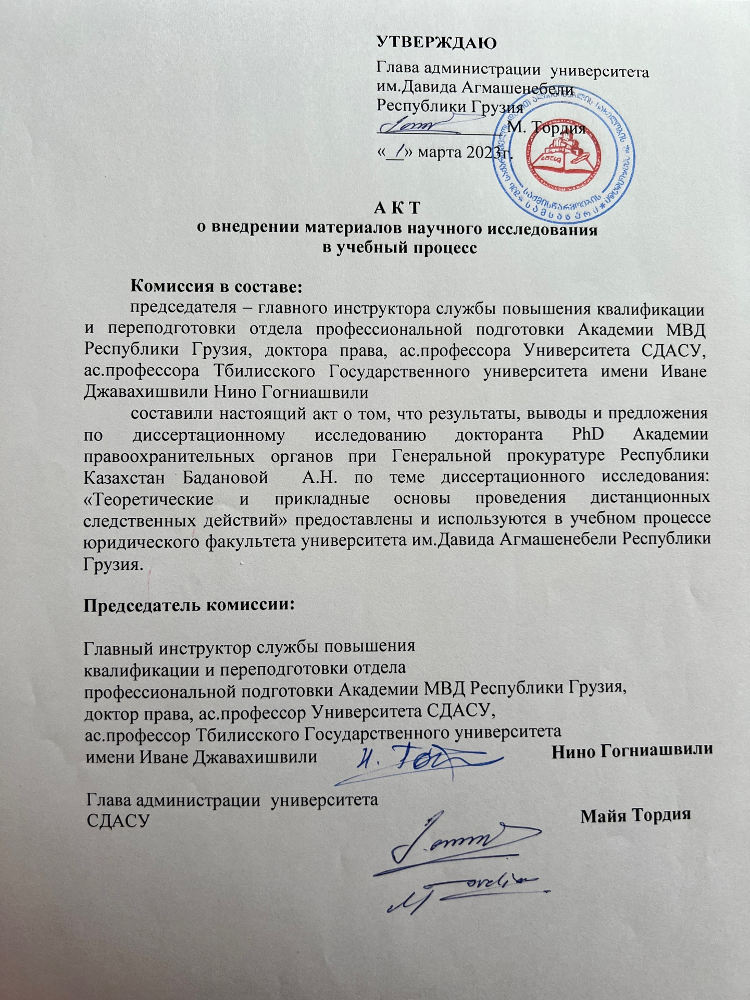 УТВЕРЖДАЮ
Глава администрации университета
им.Давида Агмашенебели
Республики Грузия
М. Тордия
«1» марта 2023г.
საქმისწარმოების
სამსახური
А К Т
о внедрении материалов научного исследования
в учебный процесс
Комиссия в составе:
председателя – главного инструктора службы повышения квалификации
и переподготовки отдела профессиональной подготовки Академии МВД
Республики Грузия, доктора права, ас.профессора Университета СДАСУ,
ас.профессора Тбилисского Государственного университета имени Иване
Джавахишвили Нино Гогниашвили
составили настоящий акт о том, что результаты, выводы и предложения
по диссертационному исследованию докторанта PhD Академии
правоохранительных органов при Генеральной прокуратуре Республики
Казахстан Бадановой А.Н. по теме диссертационного исследования:
«Теоретические и прикладные основы проведения дистанционных
следственных действий» предоставлены и используются в учебном процессе
юридического факультета университета им.Давида Агмашенебели Республики
Грузия.
Председатель комиссии:
Главный инструктор службы повышения
квалификации и переподготовки отдела
профессиональной подготовки Академии МВД Республики Грузия,
доктор права, ас.профессор Университета СДАСУ,
ас.профессор Тбилисского Государственного университета
имени Иване Джавахишвили Нино Гогниашвили
Глава администрации университета
СДАСУ Майя Тордия